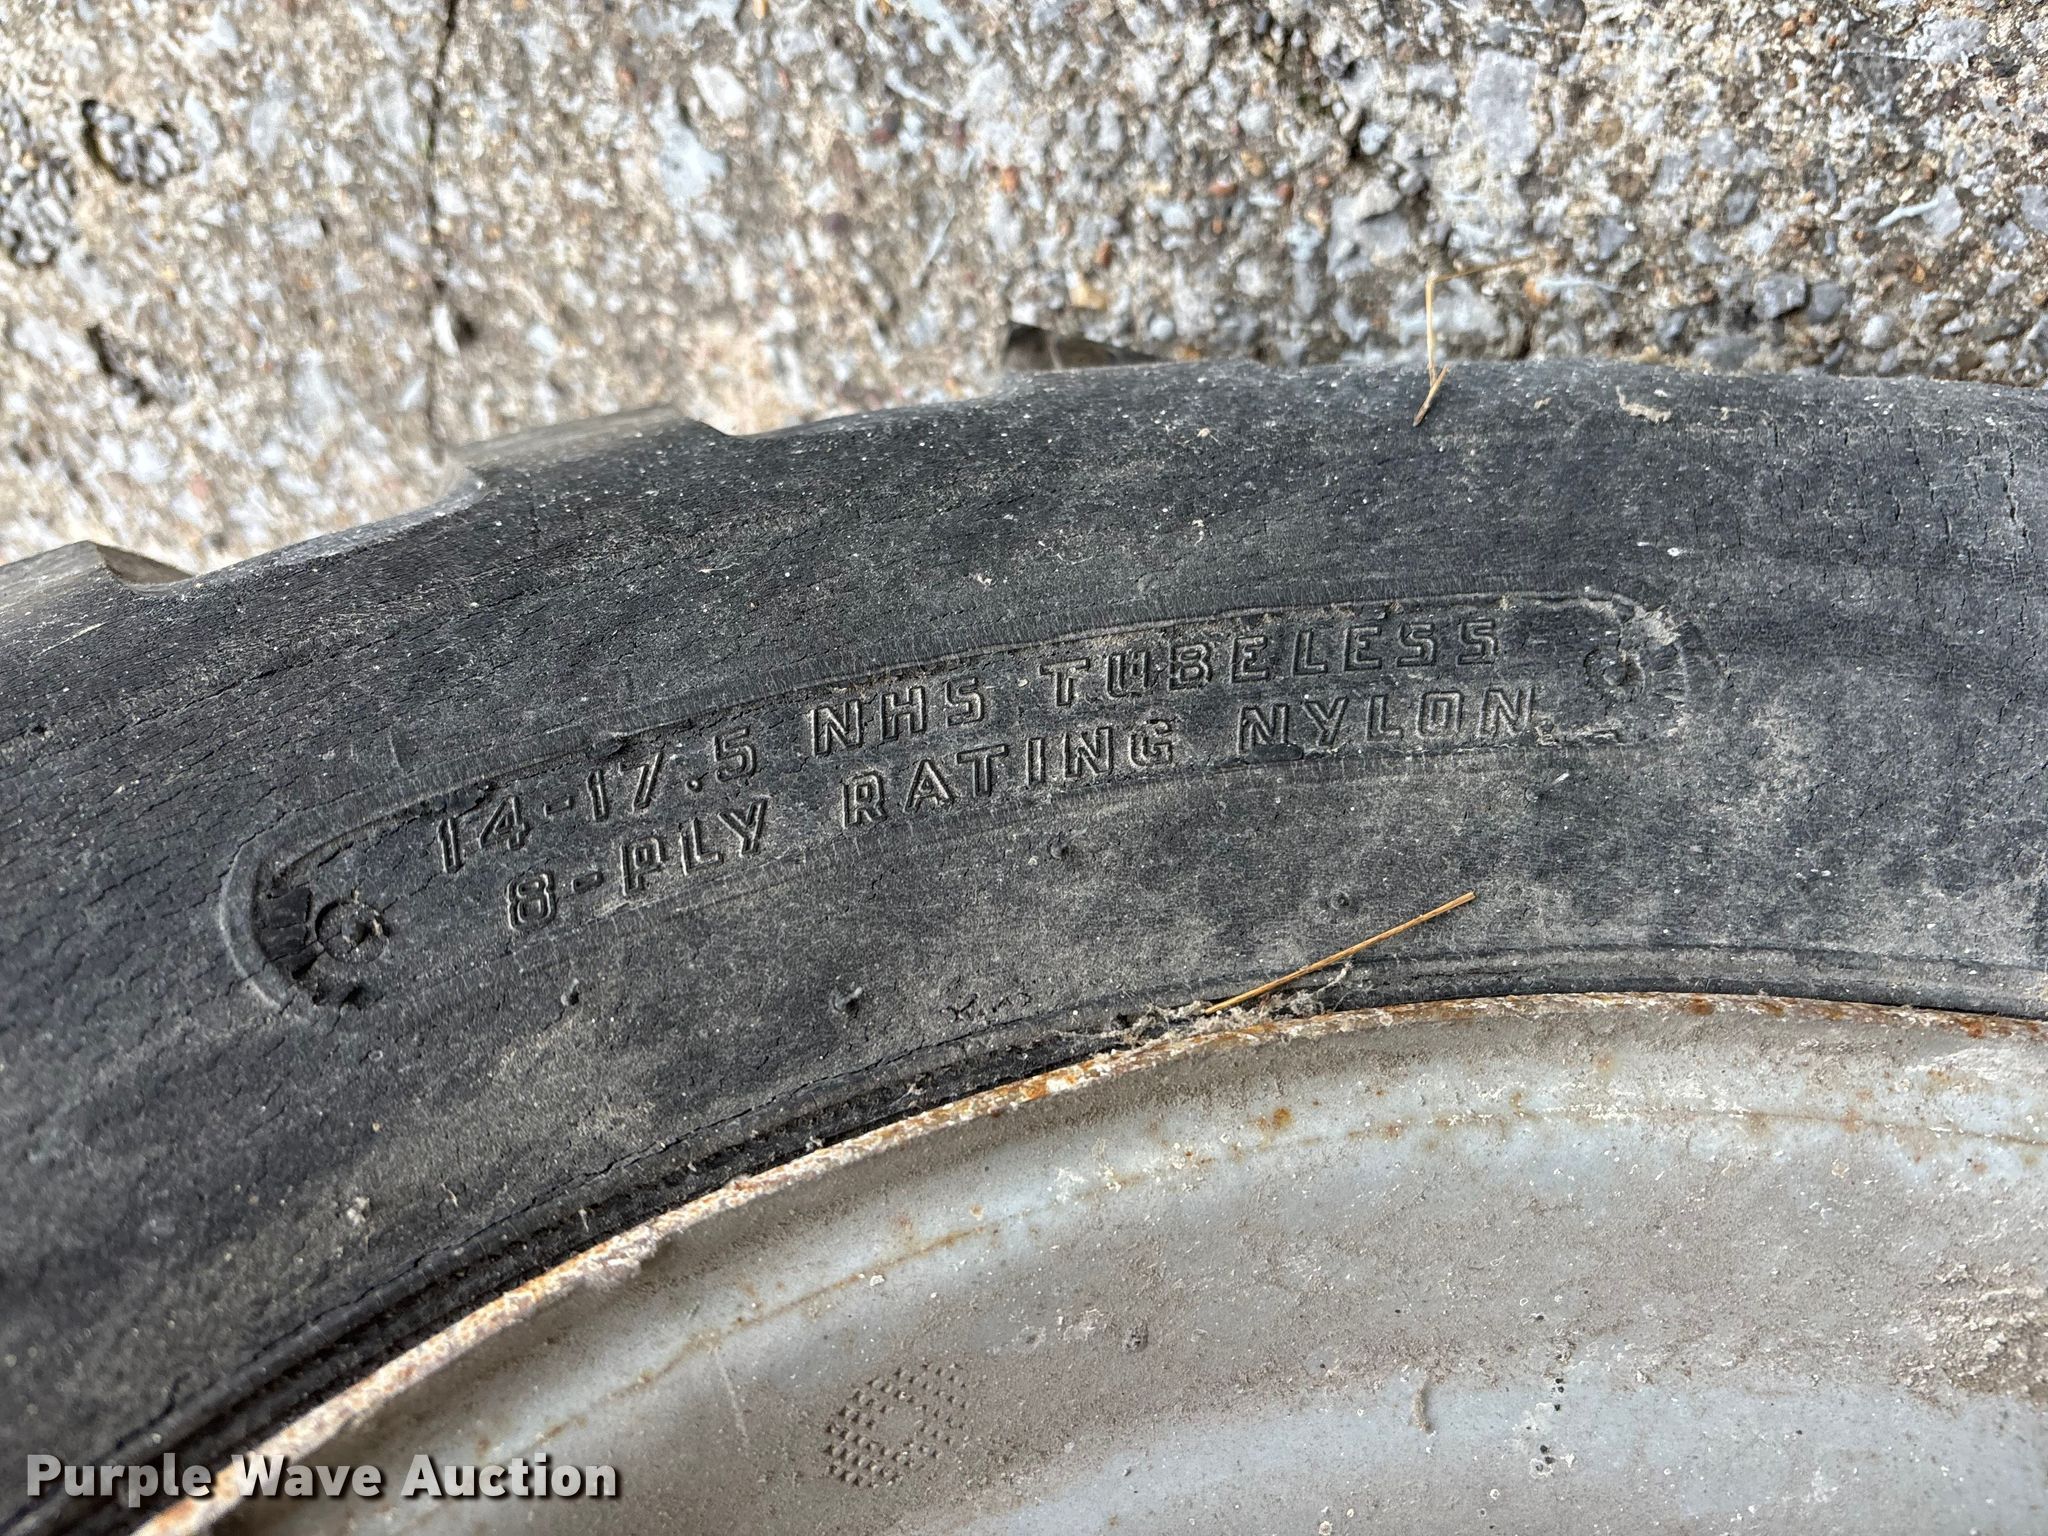 14-17.5 NHS TUBELESS
8-PLY RATING NYLON
Purple Wave Auction